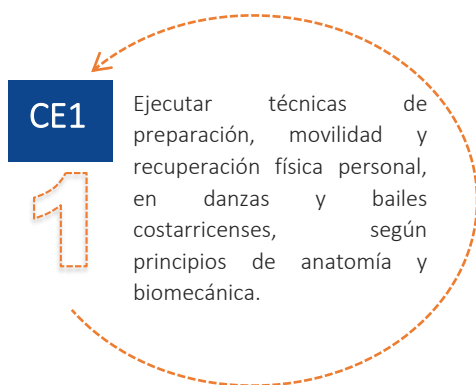 CE1
1
Ejecutar técnicas de
preparación, movilidad y
recuperación física personal,
en danzas y bailes
costarricenses, según
principios de anatomía y
biomecánica.